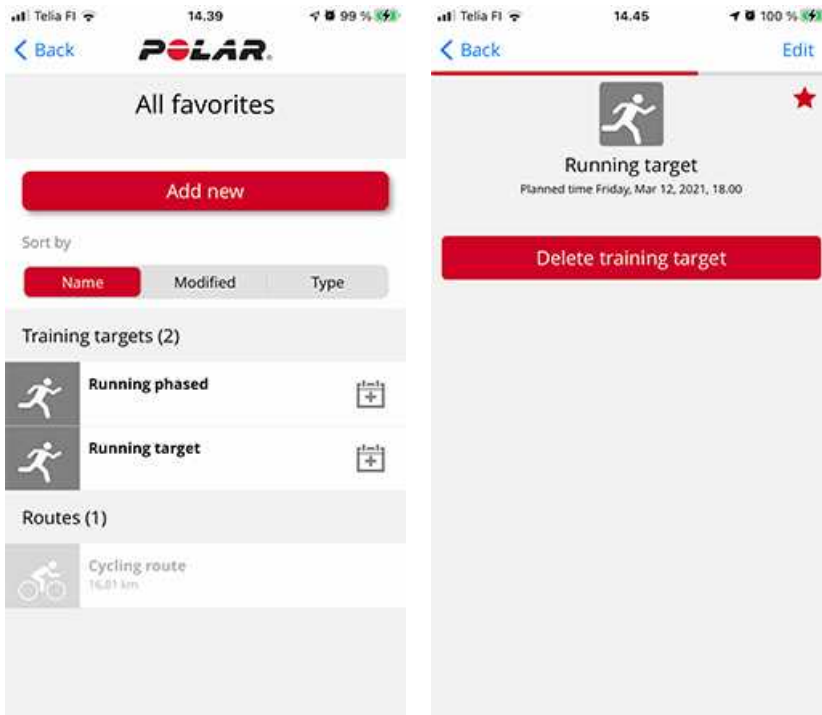 Telia FI 14.39 99 %
Back POLAR.
All favorites
Add new
Sort by
Name Modified Type
Training targets (2)
Running phased
Running target
Routes (1)
Cycling route
16,81 km
Telia FI 14.45 100 %
Back Edit
Running target
Planned time Friday, Mar 12, 2021, 18.00
Delete training target